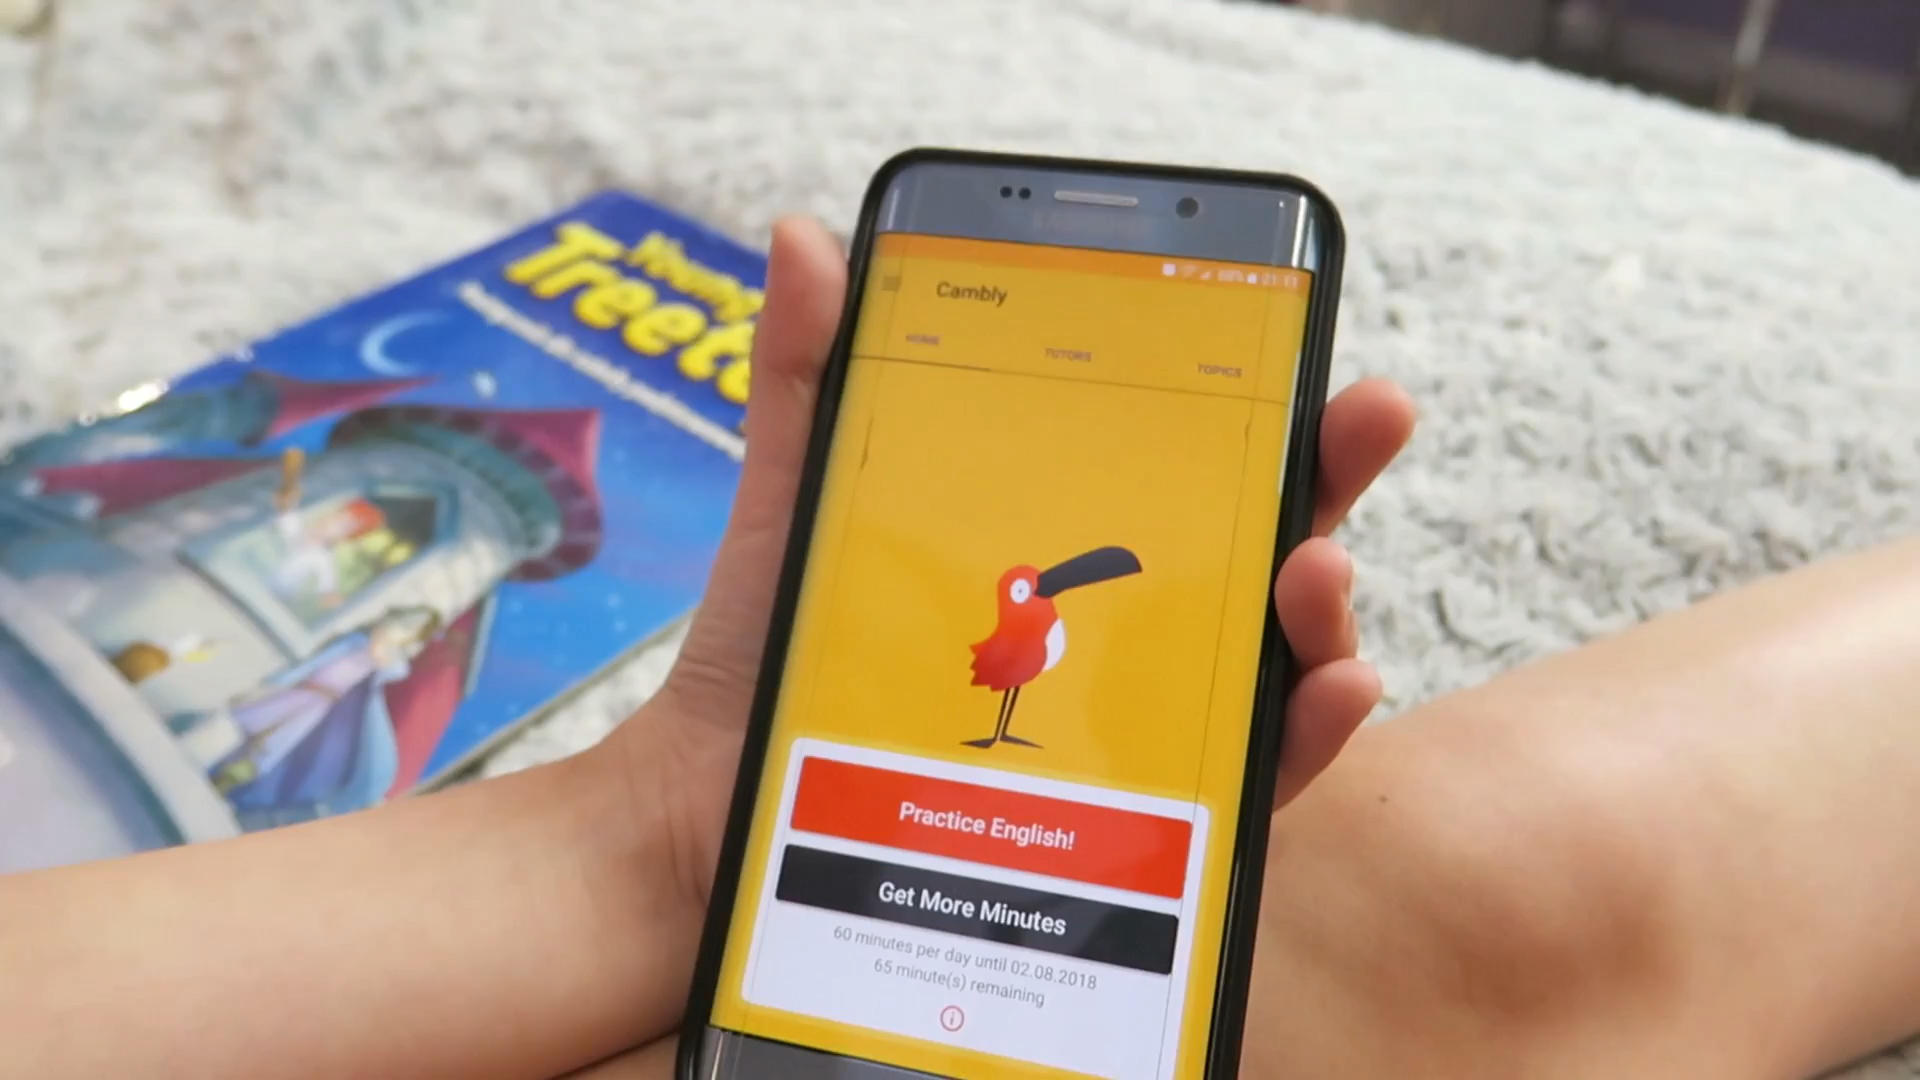 Young
Treet
Cambly
HOME
TUTORS
TOPICS
Practice English!
Get More Minutes
60 minutes per day until 02.08.2018
65 minute(s) remaining